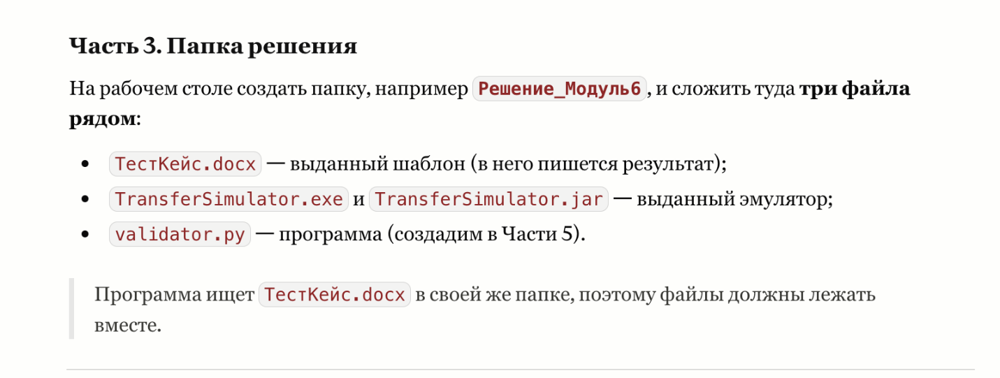 Часть 3. Папка решения
На рабочем столе создать папку, например Решение_Модуль6, и сложить туда три файла
рядом:
• ТестКейс.docx — выданный шаблон (в него пишется результат);
• TransferSimulator.exe и TransferSimulator.jar — выданный эмулятор;
• validator.py — программа (создадим в Части 5).
Программа ищет ТестКейс.docx в своей же папке, поэтому файлы должны лежать
вместе.